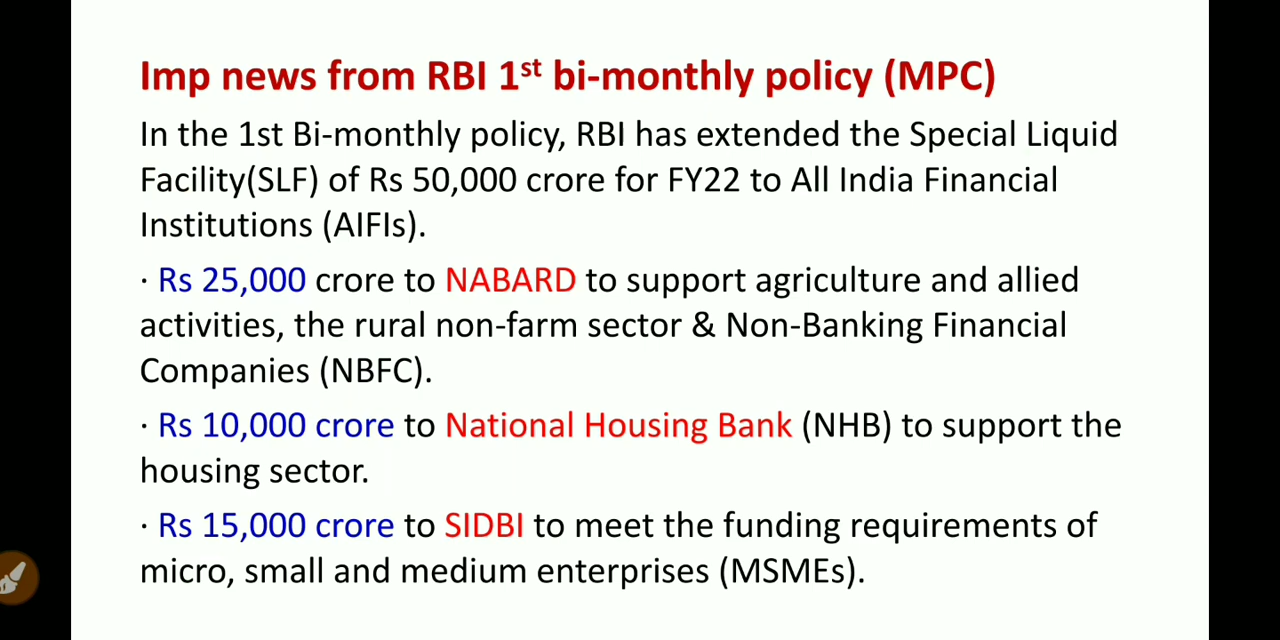 Imp news from RBI 1st bi-monthly policy (MPC)
In the 1st Bi-monthly policy, RBI has extended the Special Liquid
Facility(SLF) of Rs 50,000 crore for FY22 to All India Financial
Institutions (AIFIs).
· Rs 25,000 crore to NABARD to support agriculture and allied
activities, the rural non-farm sector & Non-Banking Financial
Companies (NBFC).
· Rs 10,000 crore to National Housing Bank (NHB) to support the
housing sector.
· Rs 15,000 crore to SIDBI to meet the funding requirements of
micro, small and medium enterprises (MSMEs).